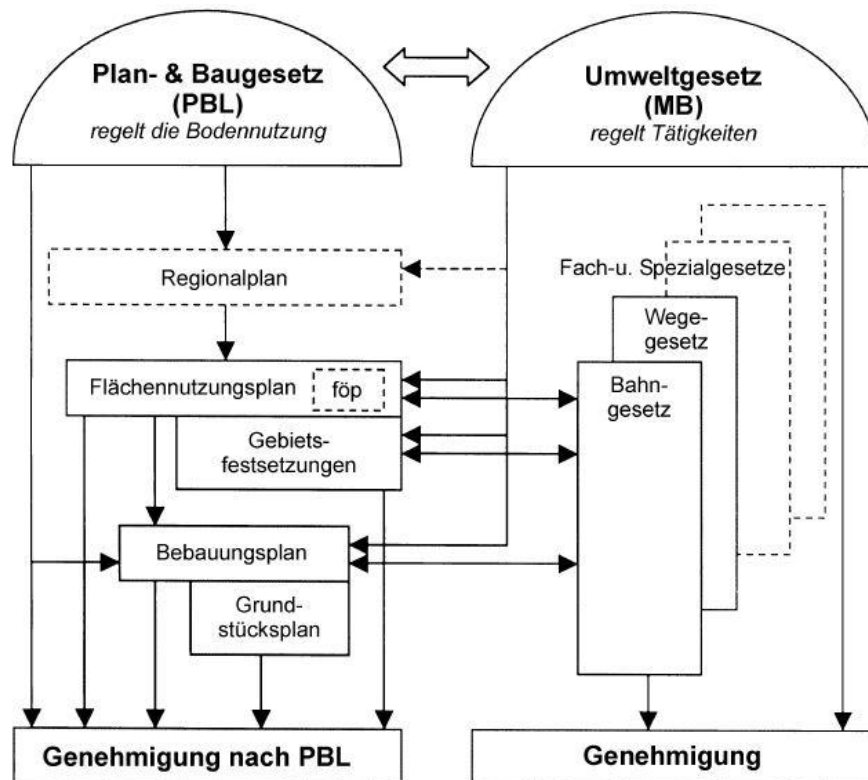 Plan- & Baugesetz
(PBL)
regelt die Bodennutzung
Umweltgesetz
(MB)
regelt Tätigkeiten
Regionalplan
Fach-u. Spezialgesetze
Wege-
gesetz
Bahn-
gesetz
Flächennutzungsplan
föp
Gebiets-
festsetzungen
Bebauungsplan
Grund-
stücksplan
Genehmigung nach PBL
Genehmigung